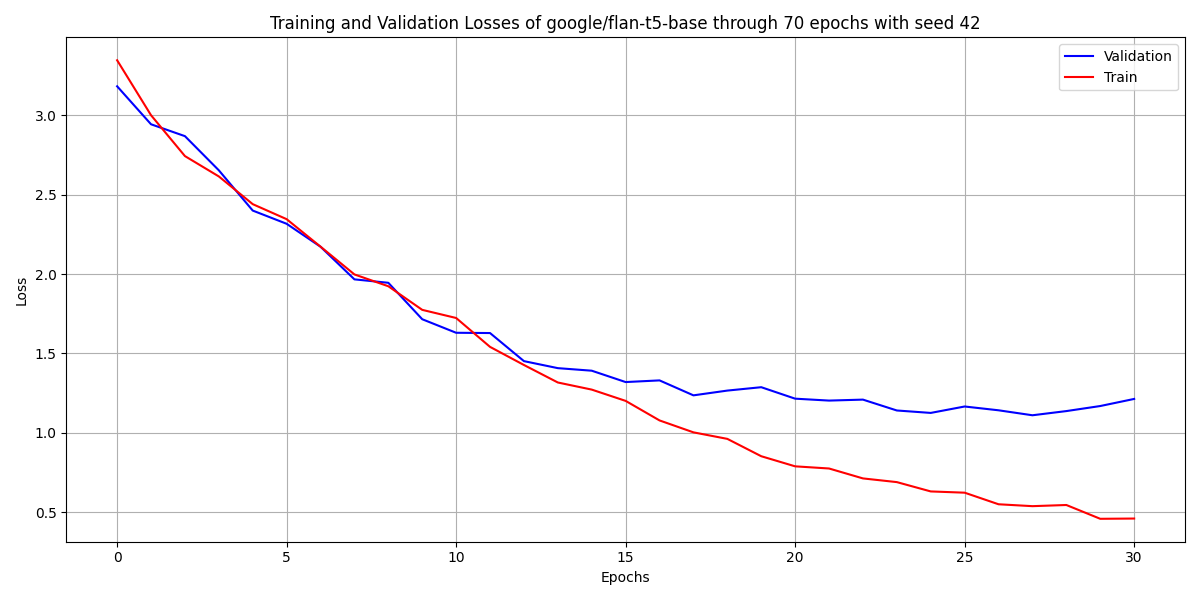 Training and Validation Losses of google/flan-t5-base through 70 epochs with seed 42
Validation
Train
Loss
3.0
2.5
2.0
1.5
1.0
0.5
0 5 10 15 20 25 30
Epochs